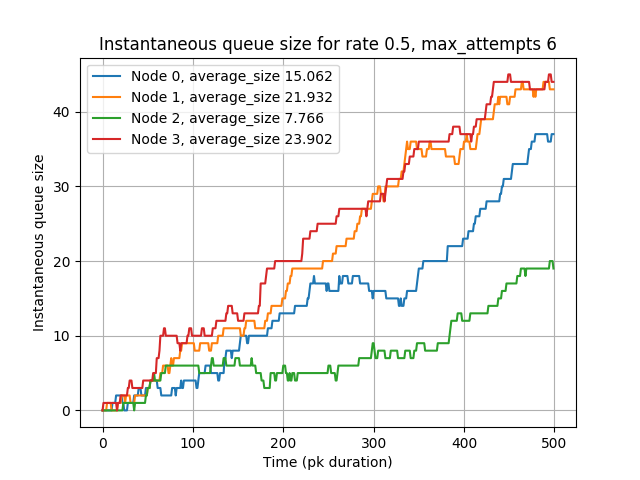 Instantaneous queue size for rate 0.5, max_attempts 6
Node 0, average_size 15.062
Node 1, average_size 21.932
Node 2, average_size 7.766
Node 3, average_size 23.902
Instantaneous queue size
40
30
20
10
0
0 100 200 300 400 500
Time (pk duration)